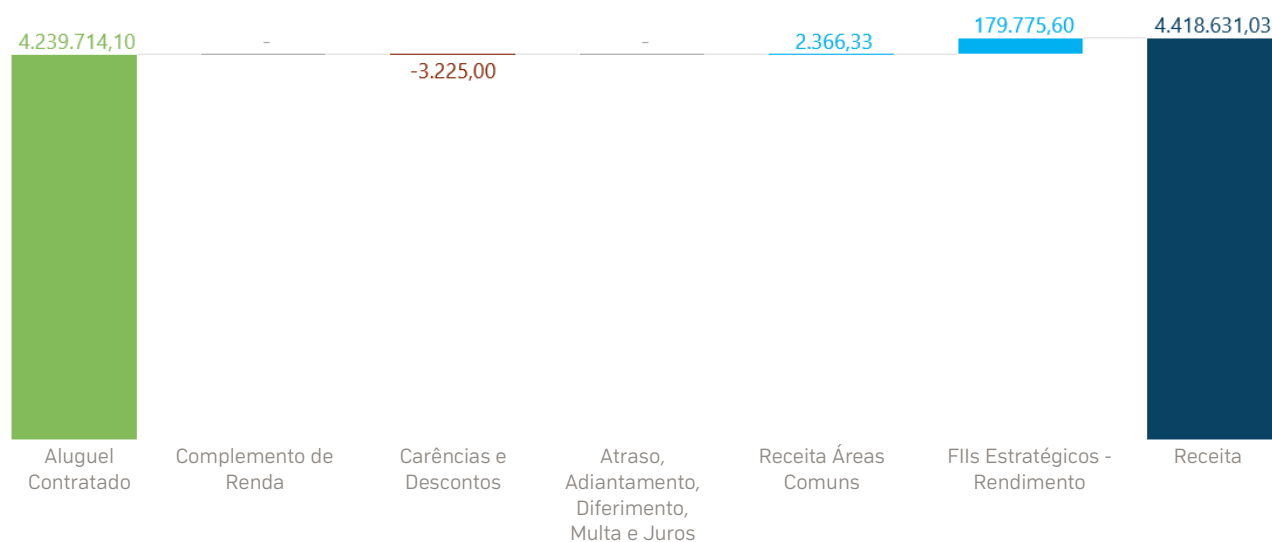 4.239.714,10
-
-3.225,00
-
2.366,33
179.775,60
4.418.631,03
Aluguel
Contratado
Complemento de
Renda
Carências e
Descontos
Atraso,
Adiantamento,
Diferimento,
Multa e Juros
Receita Áreas
Comuns
FIIs Estratégicos -
Rendimento
Receita